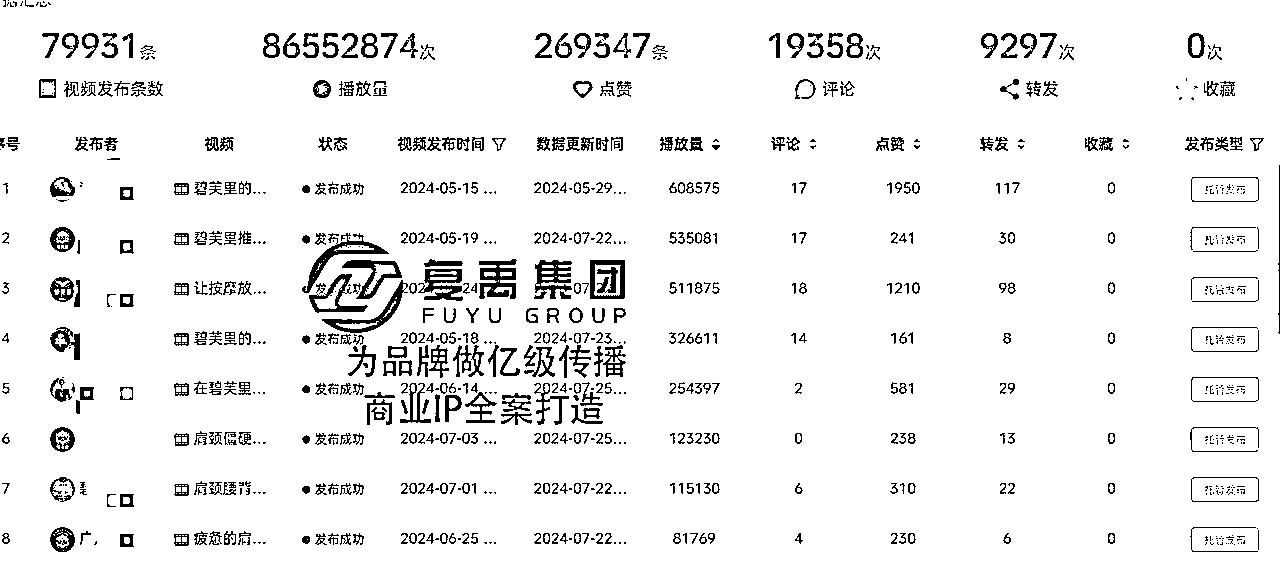 79931条 86552874次 269347条 19358次 9297次 0次
视频发布条数 播放量 点赞 评论 转发 收藏
序号 发布者 视频 状态 视频发布时间 数据更新时间 播放量 评论 点赞 转发 收藏 发布类型
1 碧芙里的... 发布成功 2024-05-15 ... 2024-05-29... 608575 17 1950 117 0 托管发布
2 碧芙里推... 发布成功 2024-05-19 ... 2024-07-22... 535081 17 241 30 0 托管发布
3 让按摩放... 511875 18 1210 98 0 托管发布
复禹集团
FUYU GROUP
4 碧芙里的... 发布成功 2024-05-18 ... 2024-07-23... 326611 14 161 8 0 托管发布
为品牌做亿级传播
5 在碧芙里... 发布成功 2024-06-14... 2024-07-25... 254397 2 581 29 0 托管发布
商业IP全案打造
6 肩颈僵硬... 发布成功 2024-07-03 ... 2024-07-25... 123230 0 238 13 0 托管发布
7 肩颈腰背... 发布成功 2024-07-01 ... 2024-07-22... 115130 6 310 22 0 托管发布
8 广, 疲惫的肩... 发布成功 2024-06-25 ... 2024-07-22... 81769 4 230 6 0 托管发布